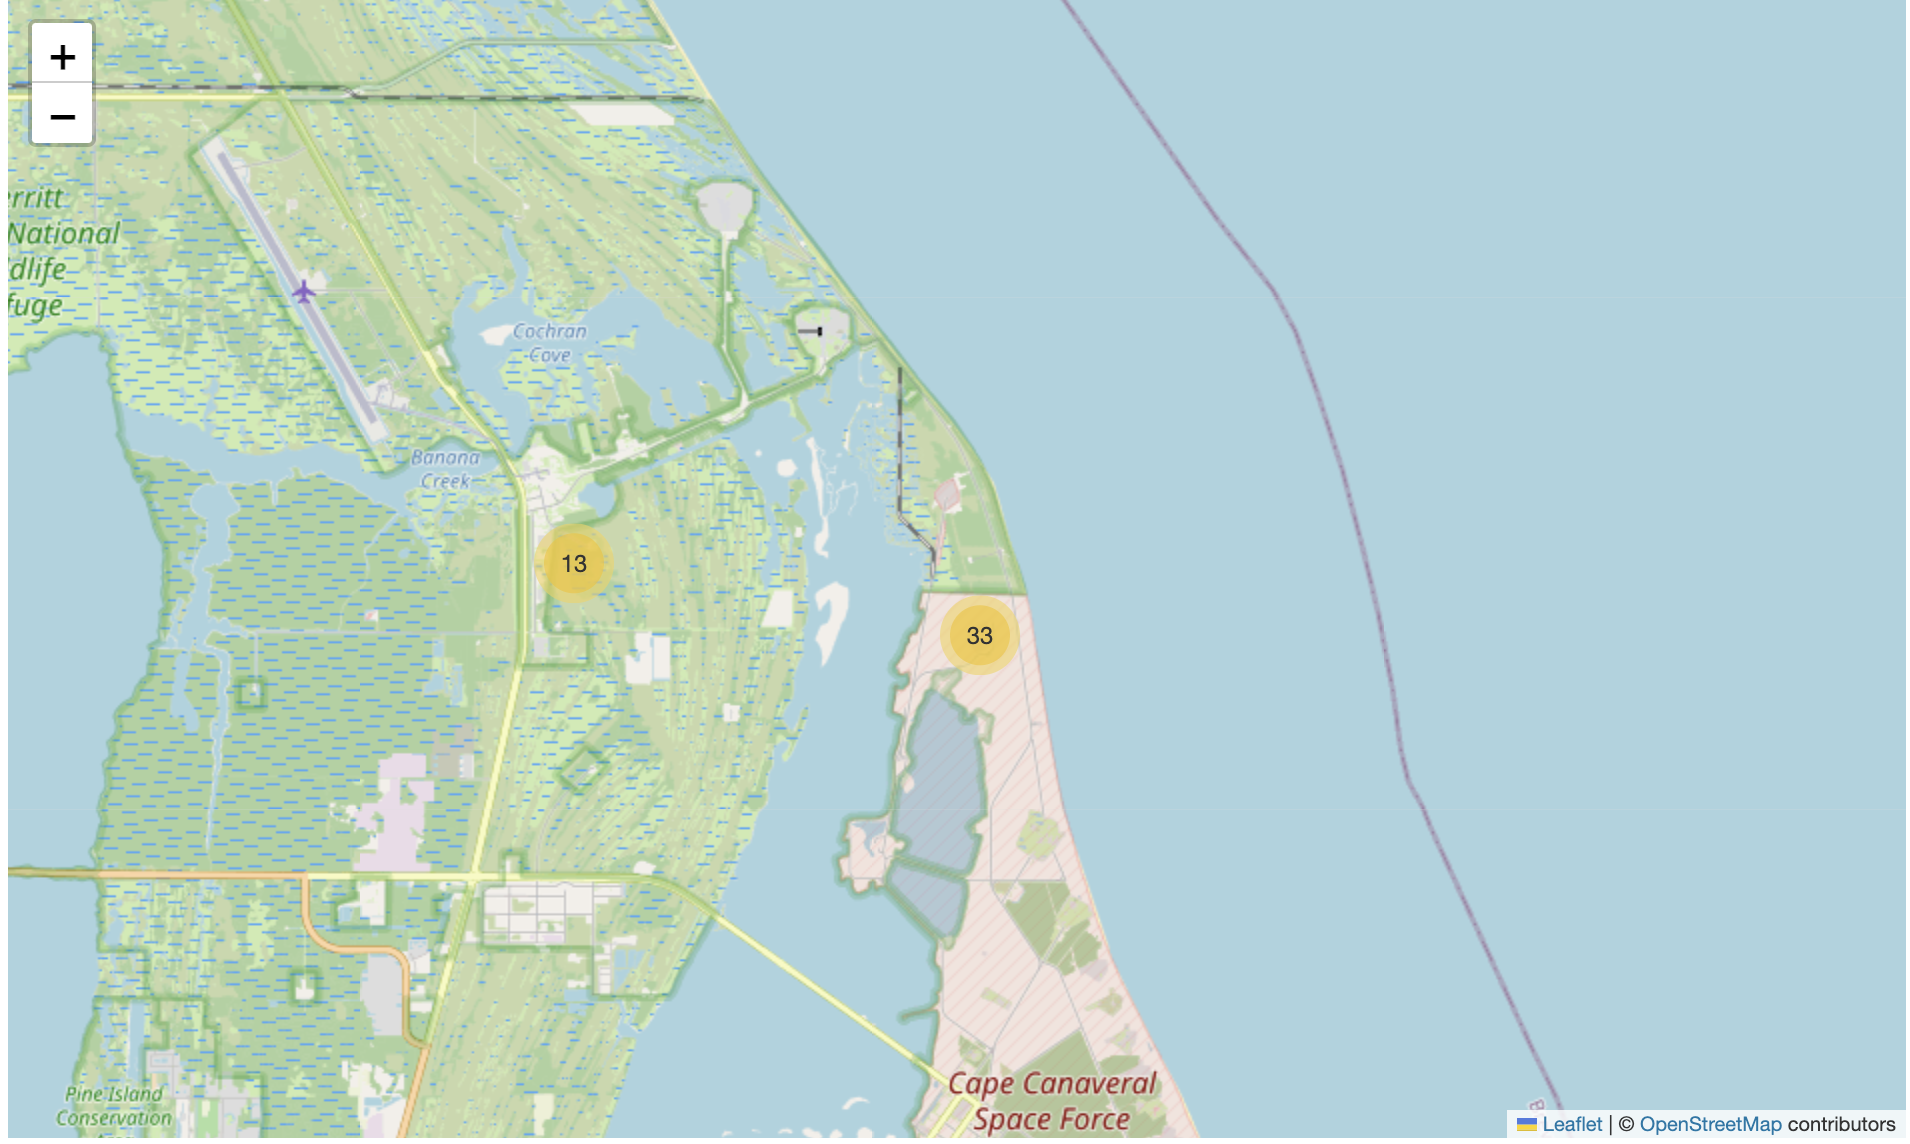 +
−
erritt
National
dlife
fuge
Cochran
Cove
Banana
Creek
13
33
Pine Island
Conservation
Cape Canaveral
Space Force
Leaflet | © OpenStreetMap contributors